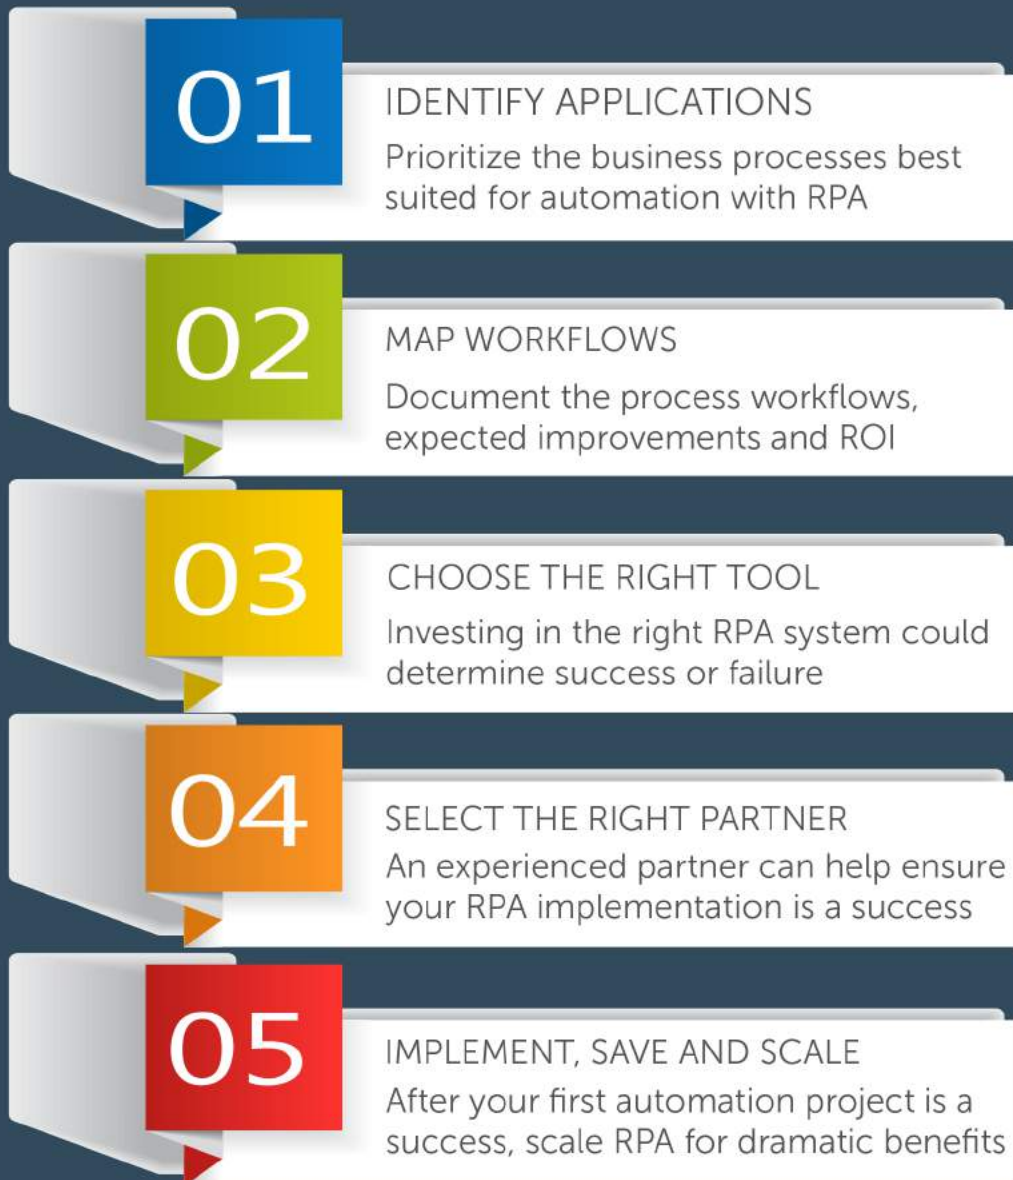 01
IDENTIFY APPLICATIONS
Prioritize the business processes best
suited for automation with RPA
02
MAP WORKFLOWS
Document the process workflows,
expected improvements and ROI
03
CHOOSE THE RIGHT TOOL
Investing in the right RPA system could
determine success or failure
04
SELECT THE RIGHT PARTNER
An experienced partner can help ensure
your RPA implementation is a success
05
IMPLEMENT, SAVE AND SCALE
After your first automation project is a
success, scale RPA for dramatic benefits